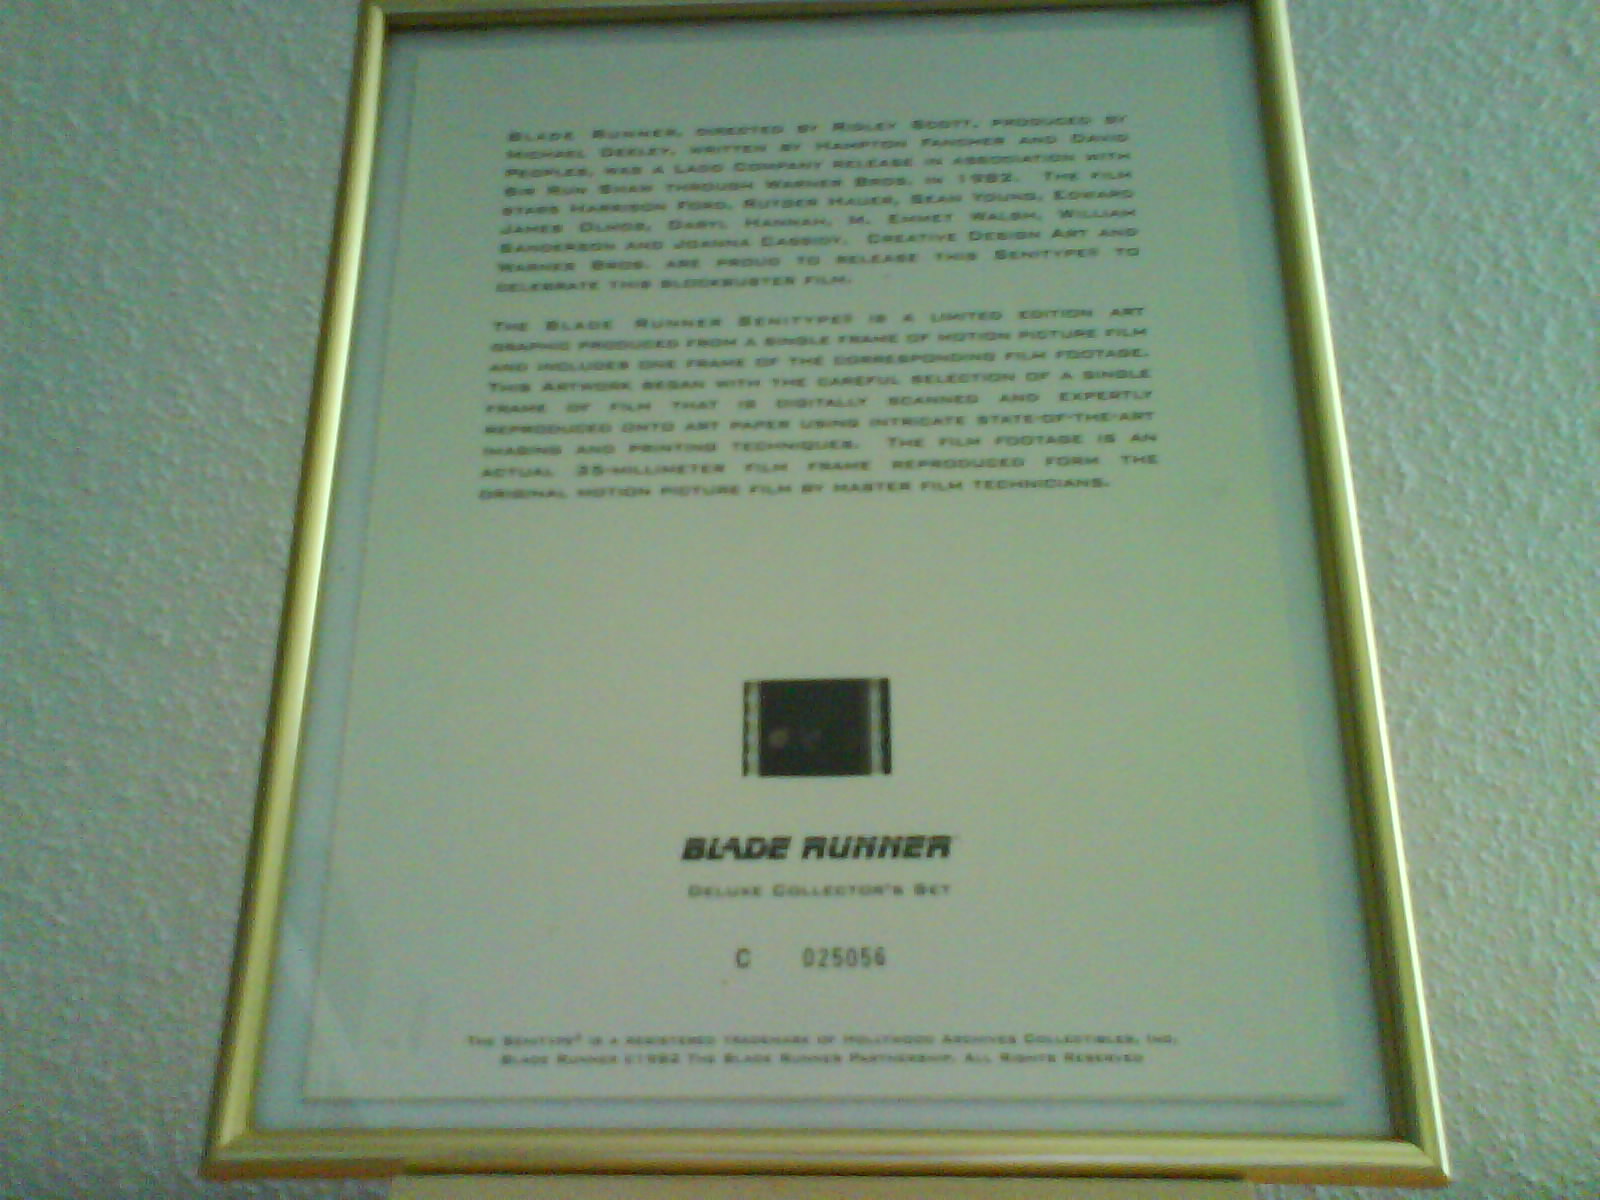 BLADE RUNNER, DIRECTED BY RIDLEY SCOTT, PRODUCED BY
MICHAEL DEELEY, WRITTEN BY HAMPTON FANCHER AND DAVID
PEOPLES, WAS A LADD COMPANY RELEASE IN ASSOCIATION WITH
SIR RUN SHAW THROUGH WARNER BROS. IN 1982. THE FILM
STARS HARRISON FORD, RUTGER HAUER, SEAN YOUNG, EDWARD
JAMES OLMOS, DARYL HANNAH, M. EMMET WALSH, WILLIAM
SANDERSON AND JOANNA CASSIDY. CREATIVE DESIGN ART AND
WARNER BROS. ARE PROUD TO RELEASE THIS SENITYPE® TO
CELEBRATE THIS BLOCKBUSTER FILM.
THE BLADE RUNNER SENITYPE® IS A LIMITED EDITION ART
GRAPHIC PRODUCED FROM A SINGLE FRAME OF MOTION PICTURE FILM
AND INCLUDES ONE FRAME OF THE CORRESPONDING FILM FOOTAGE.
THIS ARTWORK BEGAN WITH THE CAREFUL SELECTION OF A SINGLE
FRAME OF FILM THAT IS DIGITALLY SCANNED AND EXPERTLY
REPRODUCED ONTO ART PAPER USING INTRICATE STATE-OF-THE-ART
IMAGING AND PRINTING TECHNIQUES. THE FILM FOOTAGE IS AN
ACTUAL 35-MILLIMETER FILM FRAME REPRODUCED FORM THE
ORIGINAL MOTION PICTURE FILM BY MASTER FILM TECHNICIANS.
BLADE RUNNER
DELUXE COLLECTOR'S SET
C 025056
THE SENITYPE® IS A REGISTERED TRADEMARK OF HOLLYWOOD ARCHIVES COLLECTIBLES, INC.
BLADE RUNNER ©1982 THE BLADE RUNNER PARTNERSHIP. ALL RIGHTS RESERVED